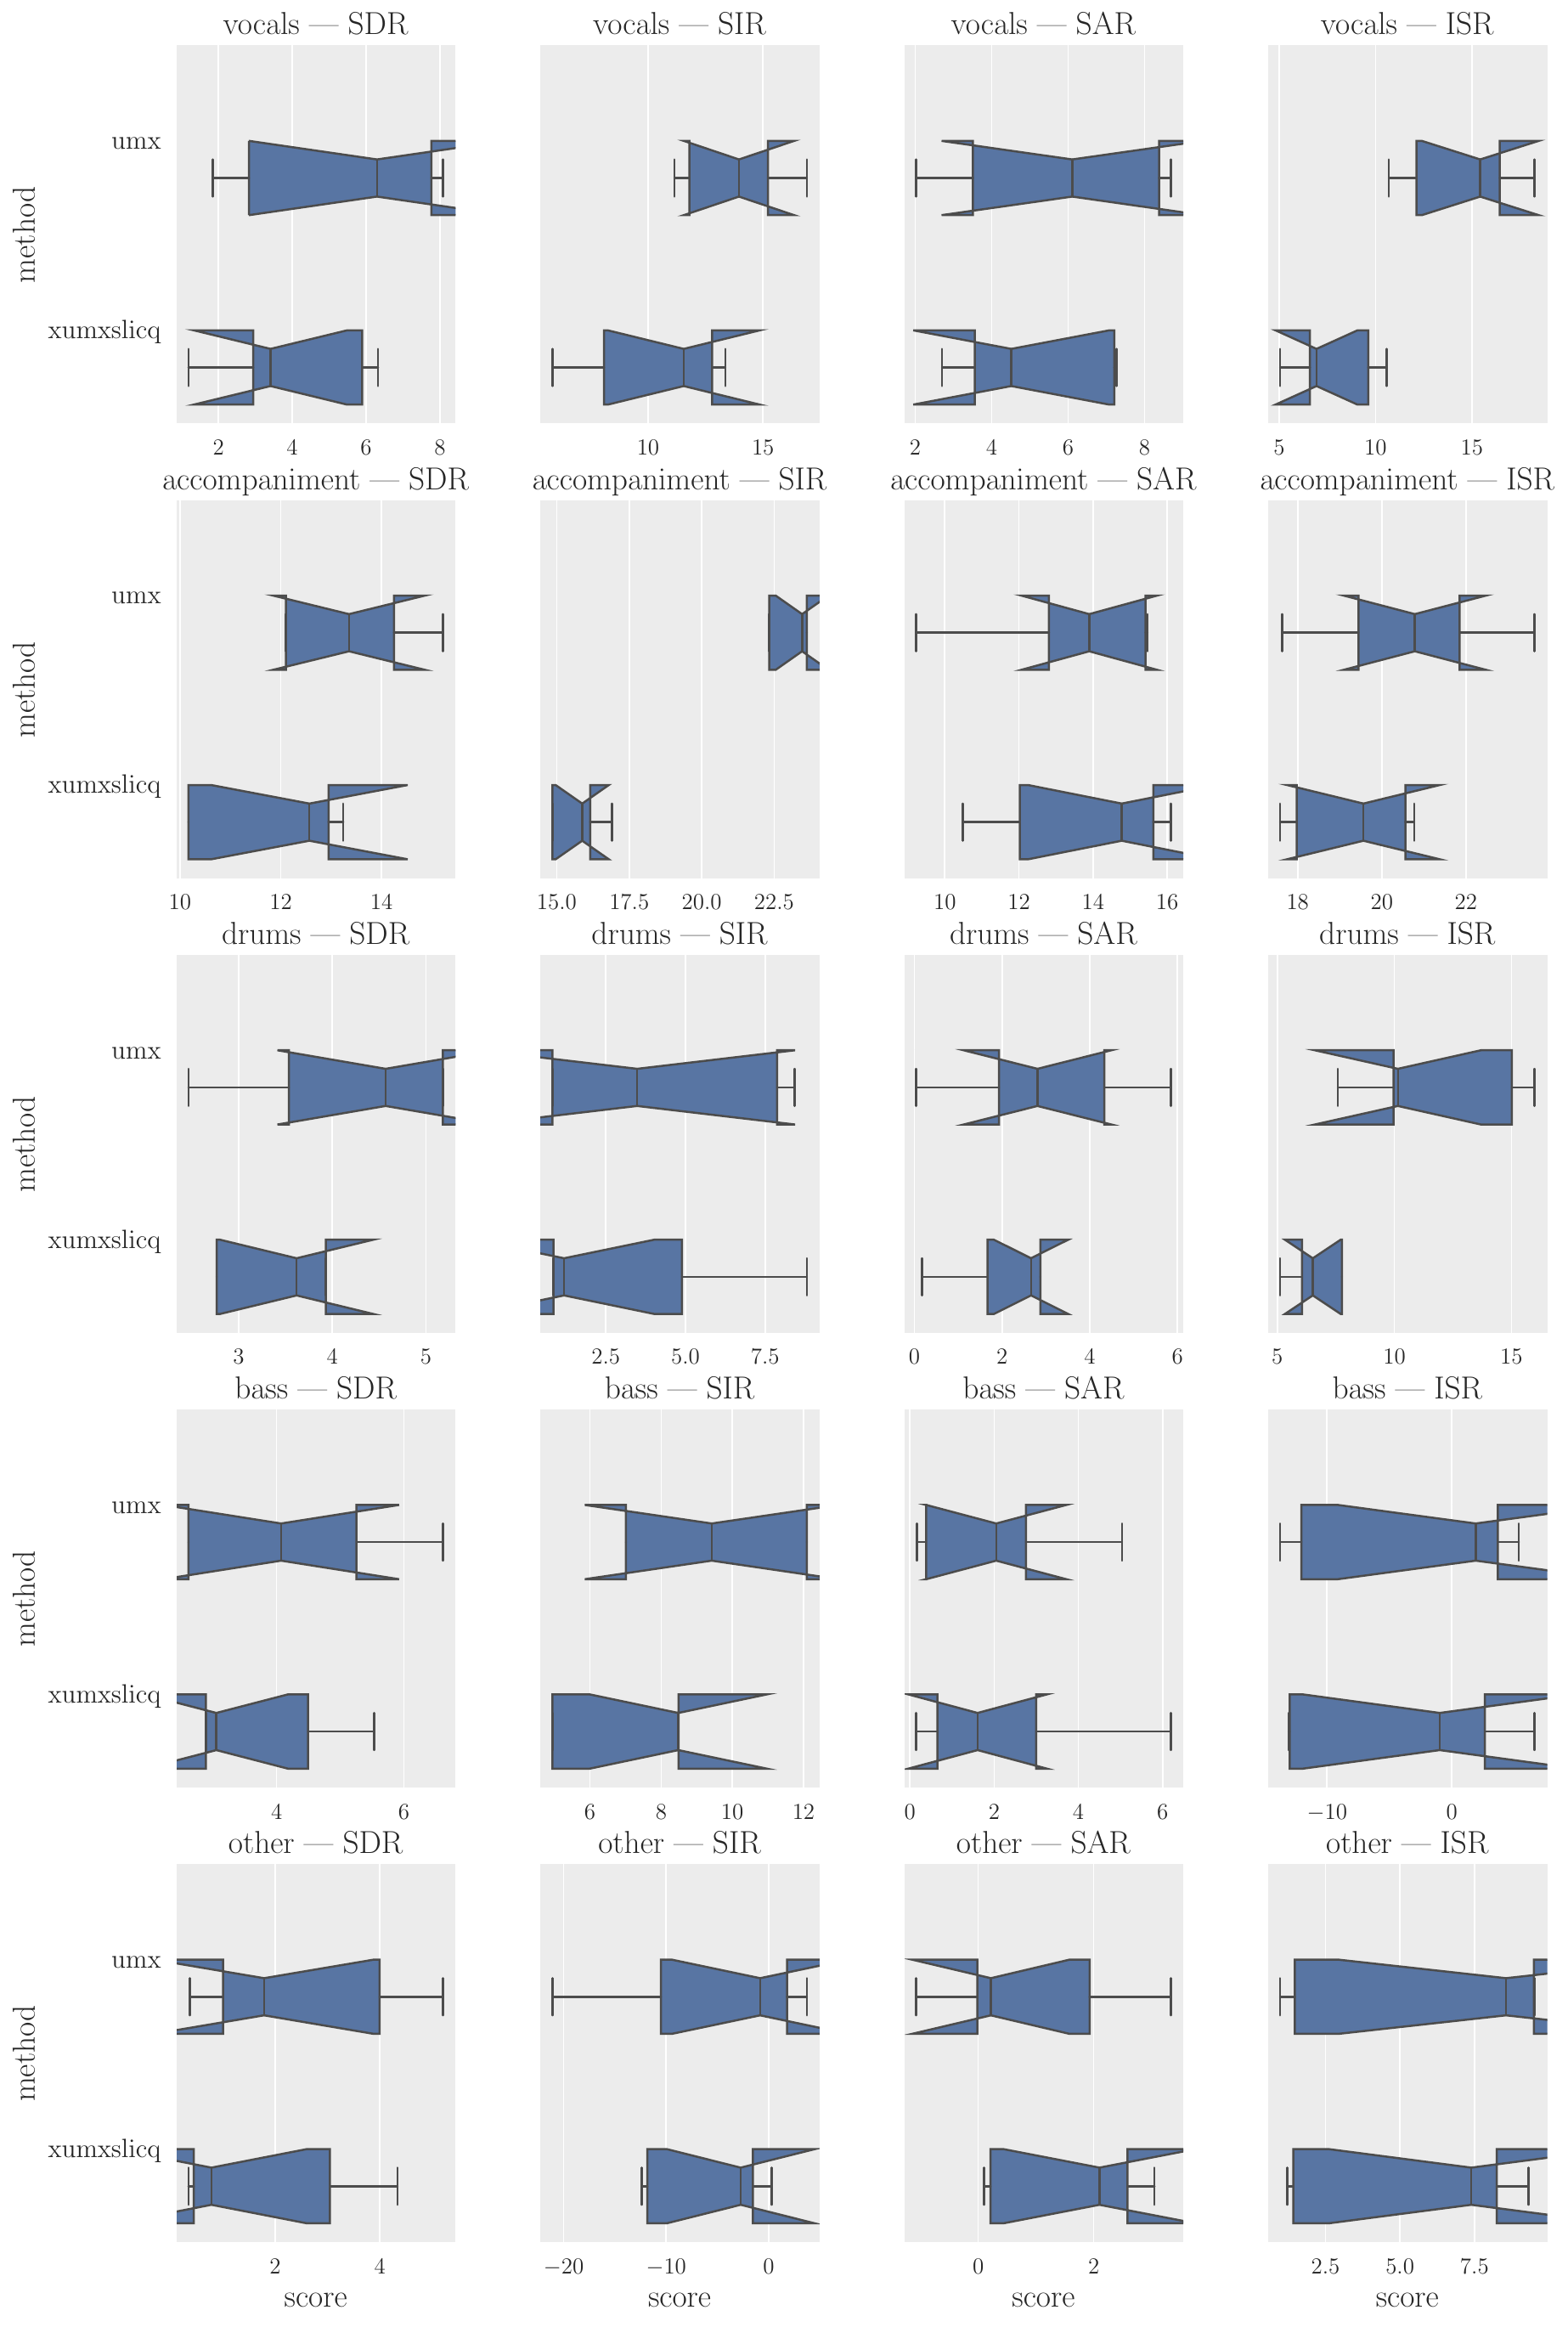 vocals — SDR vocals — SIR vocals — SAR vocals — ISR
umx
method
xumxslicq
2 4 6 8 10 15 2 4 6 8 5 10 15
accompaniment — SDR accompaniment — SIR accompaniment — SAR accompaniment — ISR
umx
method
xumxslicq
10 12 14 15.0 17.5 20.0 22.5 10 12 14 16 18 20 22
drums — SDR drums — SIR drums — SAR drums — ISR
umx
method
xumxslicq
3 4 5 2.5 5.0 7.5 0 2 4 6 5 10 15
bass — SDR bass — SIR bass — SAR bass — ISR
umx
method
xumxslicq
4 6 6 8 10 12 0 2 4 6 −10 0
other — SDR other — SIR other — SAR other — ISR
umx
method
xumxslicq
2 4 −20 −10 0 0 2 2.5 5.0 7.5
score score score score